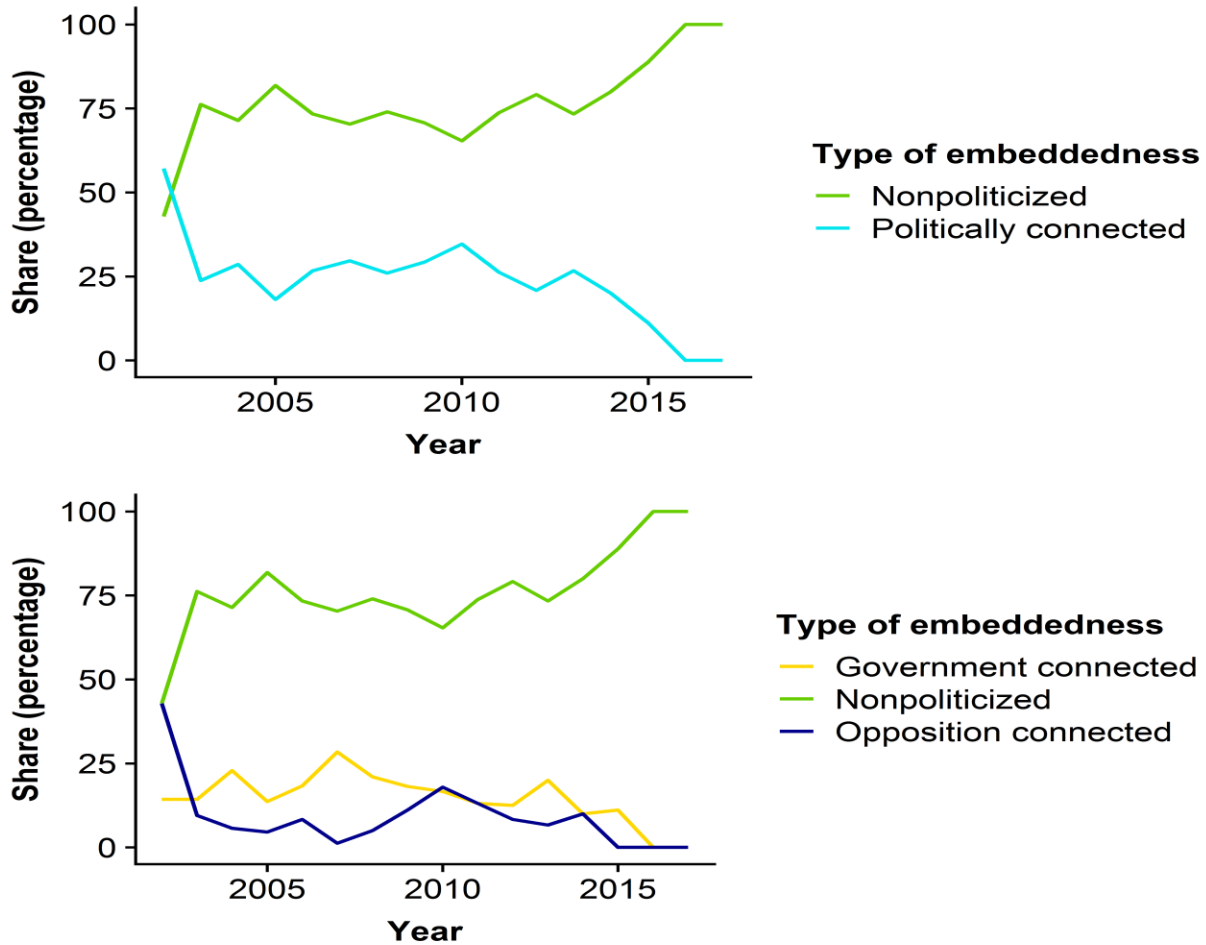 100
75
50
25
0
Share (percentage)
2005 2010 2015
Year
Type of embeddedness
Nonpoliticized
Politically connected
100
75
50
25
0
Share (percentage)
2005 2010 2015
Year
Type of embeddedness
Government connected
Nonpoliticized
Opposition connected